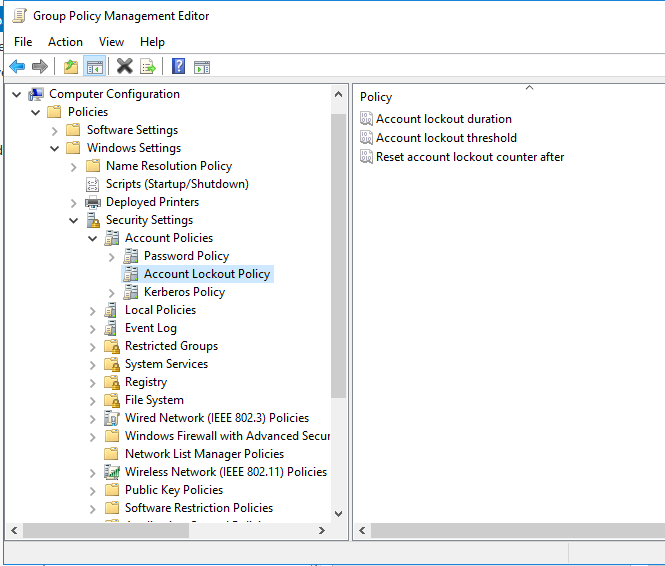 Group Policy Management Editor
File Action View Help
Computer Configuration
Policies
Software Settings
Windows Settings
Name Resolution Policy
Scripts (Startup/Shutdown)
Deployed Printers
Security Settings
Account Policies
Password Policy
Account Lockout Policy
Kerberos Policy
Local Policies
Event Log
Restricted Groups
System Services
Registry
File System
Wired Network (IEEE 802.3) Policies
Windows Firewall with Advanced Secur
Network List Manager Policies
Wireless Network (IEEE 802.11) Policies
Public Key Policies
Software Restriction Policies
Policy
Account lockout duration
Account lockout threshold
Reset account lockout counter after